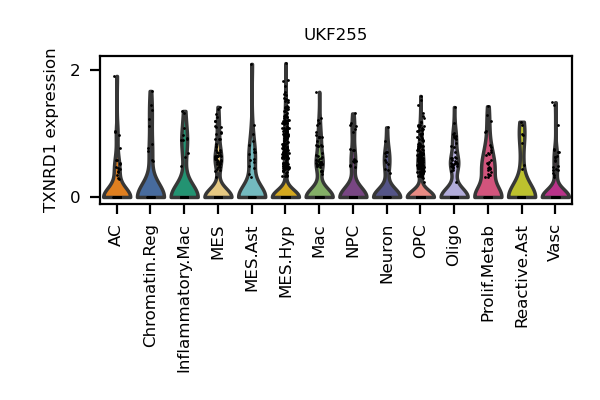 UKF255
TXNRD1 expression
2
0
AC
Chromatin.Reg
Inflammatory.Mac
MES
MES.Ast
MES.Hyp
Mac
NPC
Neuron
OPC
Oligo
Prolif.Metab
Reactive.Ast
Vasc